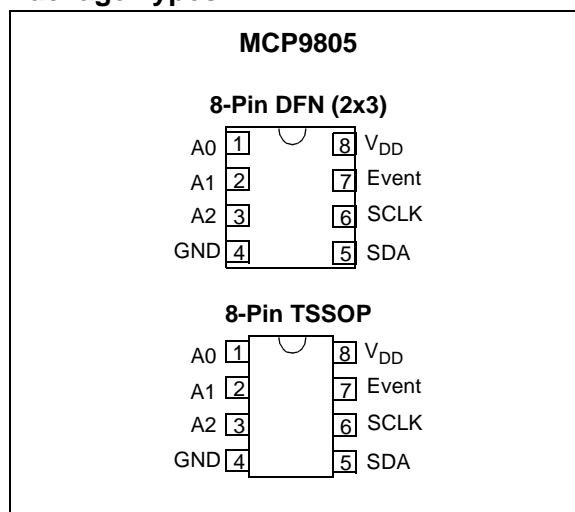 MCP9805
8-Pin DFN (2x3)
A0 1 8 VDD
A1 2 7 Event
A2 3 6 SCLK
GND 4 5 SDA
8-Pin TSSOP
A0 1 8 VDD
A1 2 7 Event
A2 3 6 SCLK
GND 4 5 SDA